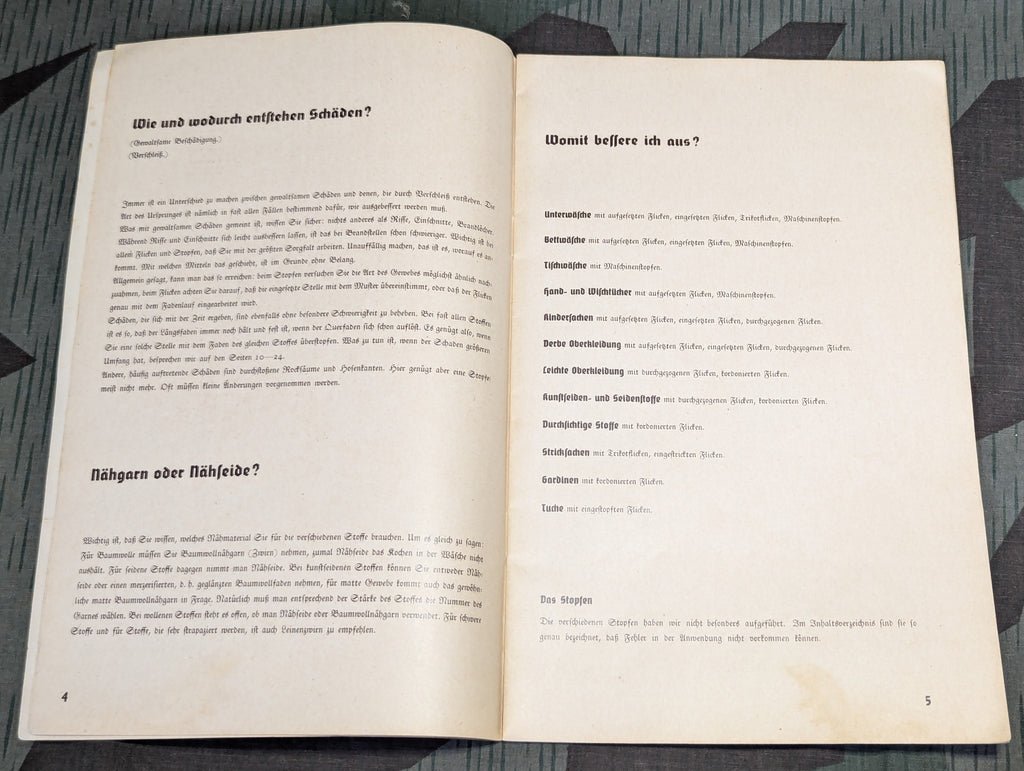 Wie und wodurch entstehen Schäden?
(Gewaltsame Beschädigung.)
(Verschleiß.)
Immer ist ein Unterschied zu machen zwischen gewaltsamen Schäden und denen, die durch Verschleiß entstehen. Die
Art des Ursprunges ist nämlich in fast allen Fällen bestimmend dafür, wie ausgebessert werden muß.
Was mit gewaltsamen Schäden gemeint ist, wissen Sie sicher: nichts anderes als Risse, Einschnitte, Brandlöcher.
Während Risse und Einschnitte sich leicht ausbessern lassen, ist das bei Brandstellen schon schwieriger. Wichtig ist bei
allem Flicken und Stopfen, daß Sie mit der größten Sorgfalt arbeiten. Unauffällig machen, das ist es, worauf es an-
kommt. Mit welchen Mitteln das geschieht, ist im Grunde ohne Belang.
Allgemein gesagt, kann man das so erreichen: beim Stopfen versuchen Sie die Art des Gewebes möglichst ähnlich nach-
zuahmen, beim Flicken achten Sie darauf, daß die eingesetzte Stelle mit dem Muster übereinstimmt, oder daß der Flicken
genau mit dem Fadenlauf eingearbeitet wird.
Schäden, die sich mit der Zeit ergeben, sind ebenfalls ohne besondere Schwierigkeit zu beheben. Bei fast allen Stoffen
ist es so, daß der Längsfaden immer noch hält und fest ist, wenn der Querfaden sich schon auflöst. Es genügt also, wenn
Sie eine solche Stelle mit dem Faden des gleichen Stoffes überstopfen. Was zu tun ist, wenn der Schaden größeren
Umfang hat, besprechen wir auf den Seiten 10—24.
Andere, häufig auftretende Schäden sind durchstoßene Rocksäume und Hosenkanten. Hier genügt aber eine Stopfe
meist nicht mehr. Oft müssen kleine Änderungen vorgenommen werden.
Nähgarn oder Nähseide?
Wichtig ist, daß Sie wissen, welches Nähmaterial Sie für die verschiedenen Stoffe brauchen. Um es gleich zu sagen:
Für Baumwolle müssen Sie Baumwollnähgarn (Zwirn) nehmen, zumal Nähseide das Kochen in der Wäsche nicht
aushält. Für seidene Stoffe dagegen nimmt man Nähseide. Bei kunstseidenen Stoffen können Sie entweder Näh-
seide oder einen merzerisierten, d. h. geglänzten Baumwollfaden nehmen, für matte Gewebe kommt auch das gewöhn-
liche matte Baumwollnähgarn in Frage. Natürlich muß man entsprechend der Stärke des Stoffes die Nummer des
Garnes wählen. Bei wollenen Stoffen steht es offen, ob man Nähseide oder Baumwollnähgarn verwendet. Für schwere
Stoffe und für Stoffe, die sehr strapaziert werden, ist auch Leinenzwirn zu empfehlen.
4
Womit bessere ich aus?
Unterwäsche mit aufgesetzten Flicken, eingesetzten Flicken, Trikotflicken, Maschinenstopfen.
Bettwäsche mit aufgesetzten Flicken, eingesetzten Flicken, Maschinenstopfen.
Tischwäsche mit Maschinenstopfen.
Hand- und Wischtücher mit aufgesetzten Flicken, Maschinenstopfen.
Kindersachen mit aufgesetzten Flicken, eingesetzten Flicken, durchgezogenen Flicken.
Derbe Oberkleidung mit aufgesetzten Flicken, eingesetzten Flicken, durchgezogenen Flicken.
Leichte Oberkleidung mit durchgezogenen Flicken, kordonierten Flicken.
Kunstseiden- und Seidenstoffe mit durchgezogenen Flicken, kordonierten Flicken.
Durchsichtige Stoffe mit kordonierten Flicken.
Stricksachen mit Trikotflicken, eingestrickten Flicken.
Gardinen mit kordonierten Flicken.
Tuche mit eingestopften Flicken.
Das Stopfen
Die verschiedenen Stopfen haben wir nicht besonders aufgeführt. Im Inhaltsverzeichnis sind sie so
genau bezeichnet, daß Fehler in der Anwendung nicht vorkommen können.
5